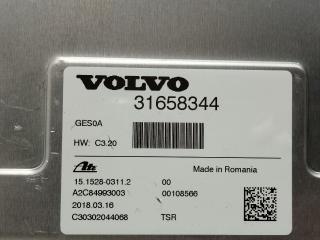 VOLVO
31658344
GES0A
HW: C3.20
Ate Made in Romania
15.1528-0311.2 00
A2C84993003 00108566
2018.03.16
C30302044068 TSR